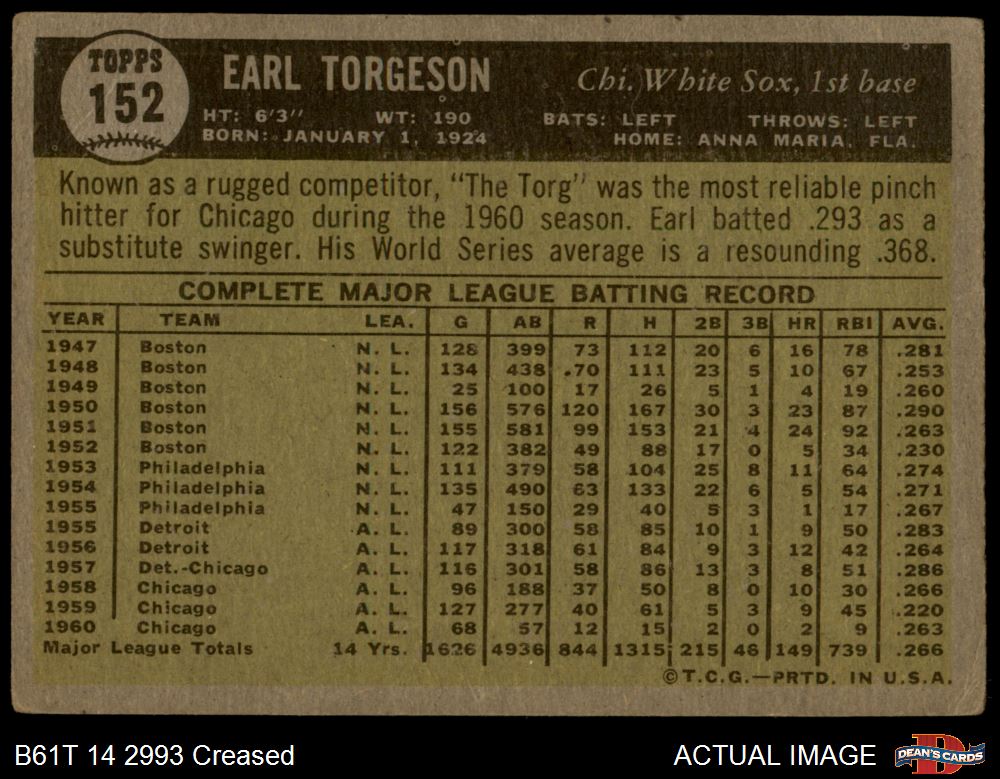 TOPPS
152
EARL TORGESON
Chi. White Sox, 1st base
HT: 6'3" WT: 190 BATS: LEFT THROWS: LEFT
BORN: JANUARY 1, 1924 HOME: ANNA MARIA, FLA.
Known as a rugged competitor, "The Torg" was the most reliable pinch
hitter for Chicago during the 1960 season. Earl batted .293 as a
substitute swinger. His World Series average is a resounding .368.
COMPLETE MAJOR LEAGUE BATTING RECORD
YEAR TEAM LEA. G AB R H 2B 3B HR RBI AVG.
1947 Boston N. L. 128 399 73 112 20 6 16 78 .281
1948 Boston N. L. 134 438 .70 111 23 5 10 67 .253
1949 Boston N. L. 25 100 17 26 5 1 4 19 .260
1950 Boston N. L. 156 576 120 167 30 3 23 87 .290
1951 Boston N. L. 155 581 99 153 21 4 24 92 .263
1952 Boston N. L. 122 382 49 88 17 0 5 34 .230
1953 Philadelphia N. L. 111 379 58 104 25 8 11 64 .274
1954 Philadelphia N. L. 135 490 63 133 22 6 5 54 .271
1955 Philadelphia N. L. 47 150 29 40 5 3 1 17 .267
1955 Detroit A. L. 89 300 58 85 10 1 9 50 .283
1956 Detroit A. L. 117 318 61 84 9 3 12 42 .264
1957 Det.-Chicago A. L. 116 301 58 86 13 3 8 51 .286
1958 Chicago A. L. 96 188 37 50 8 0 10 30 .266
1959 Chicago A. L. 127 277 40 61 5 3 9 45 .220
1960 Chicago A. L. 68 57 12 15 2 0 2 9 .263
Major League Totals 14 Yrs. 1626 4936 844 1315 215 46 149 739 .266
©T.C.G.—PRTD. IN U.S.A.
B61T 14 2993 Creased
ACTUAL IMAGE
DEAN'S CARDS